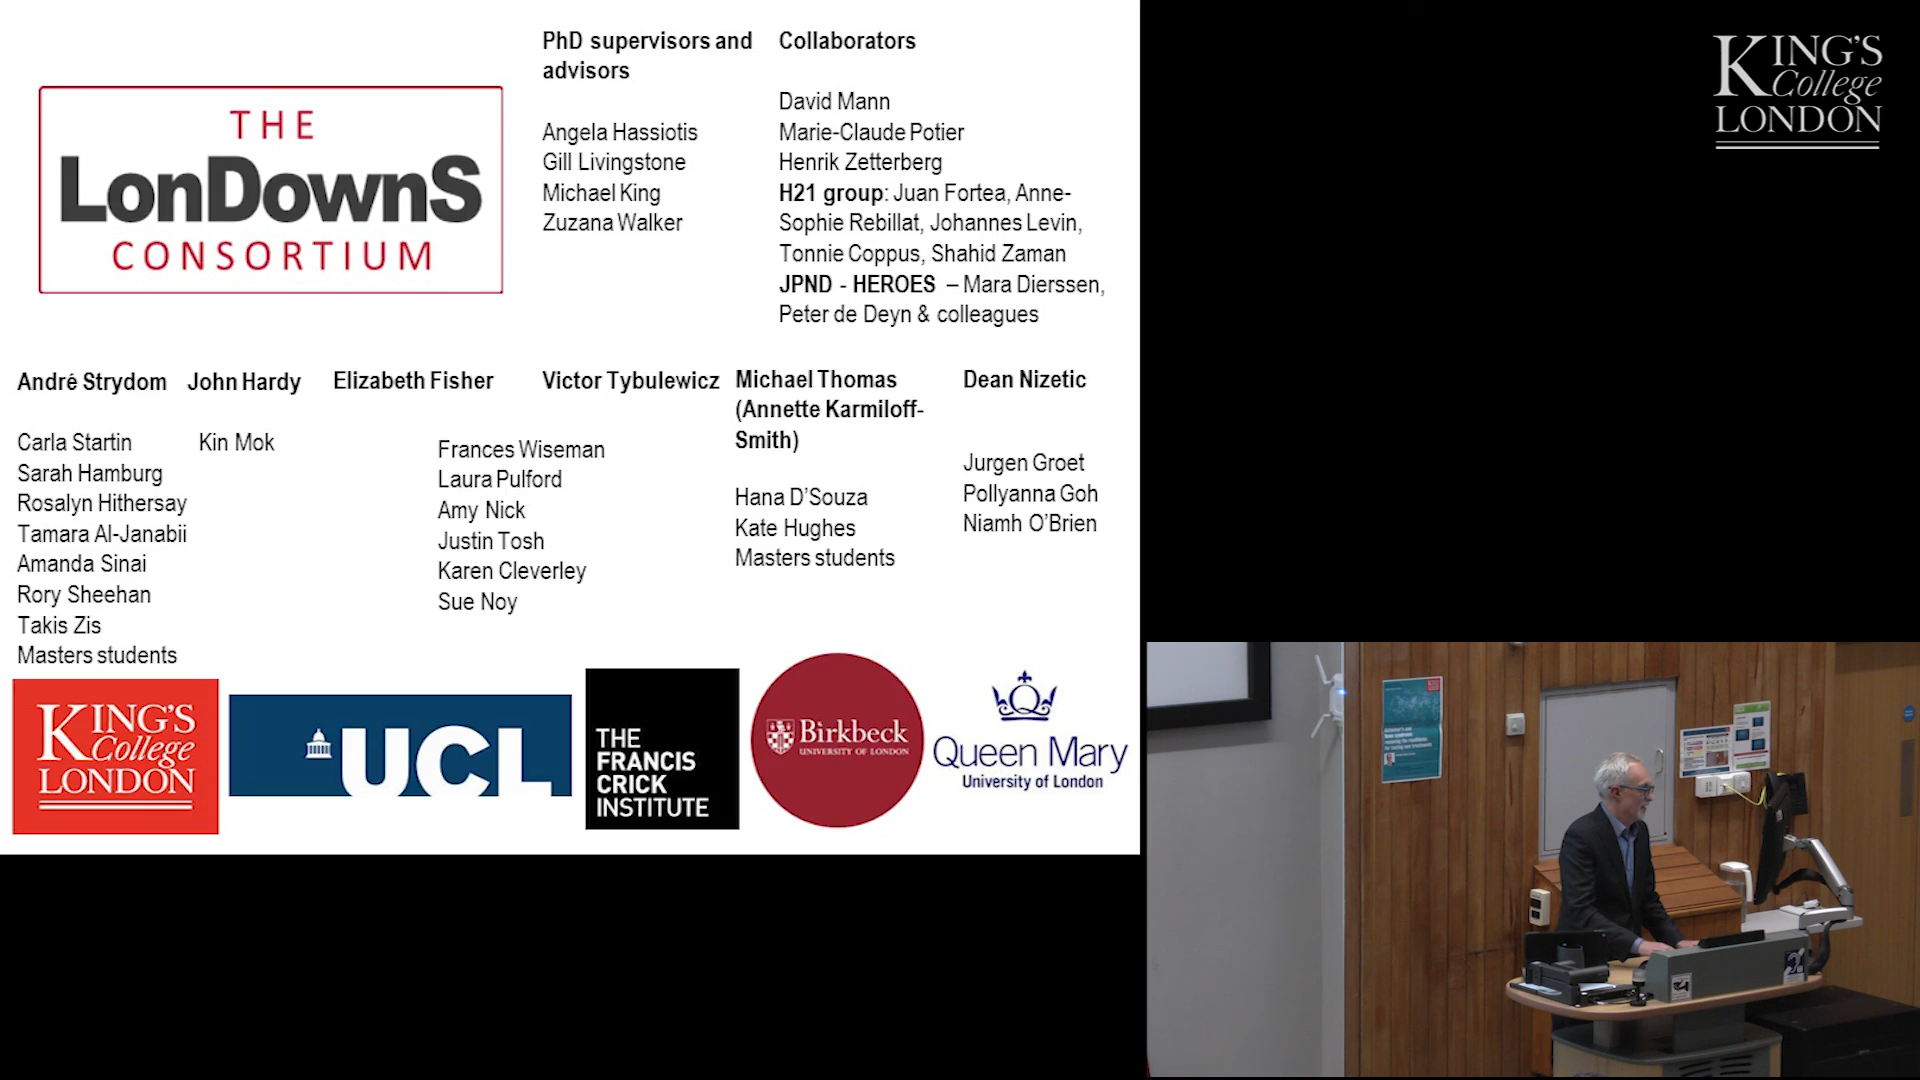 THE
LonDownS
CONSORTIUM
PhD supervisors and
advisors
Angela Hassiotis
Gill Livingstone
Michael King
Zuzana Walker
Collaborators
David Mann
Marie-Claude Potier
Henrik Zetterberg
H21 group: Juan Fortea, Anne-
Sophie Rebillat, Johannes Levin,
Tonnie Coppus, Shahid Zaman
JPND - HEROES – Mara Dierssen,
Peter de Deyn & colleagues
André Strydom
Carla Startin
Sarah Hamburg
Rosalyn Hithersay
Tamara Al-Janabii
Amanda Sinai
Rory Sheehan
Takis Zis
Masters students
John Hardy
Kin Mok
Elizabeth Fisher
Victor Tybulewicz
Frances Wiseman
Laura Pulford
Amy Nick
Justin Tosh
Karen Cleverley
Sue Noy
Michael Thomas
(Annette Karmiloff-
Smith)
Hana D’Souza
Kate Hughes
Masters students
Dean Nizetic
Jurgen Groet
Pollyanna Goh
Niamh O’Brien
KING'S
College
LONDON
UCL
THE
FRANCIS
CRICK
INSTITUTE
Birkbeck
UNIVERSITY OF LONDON
Queen Mary
University of London
KING'S
College
LONDON